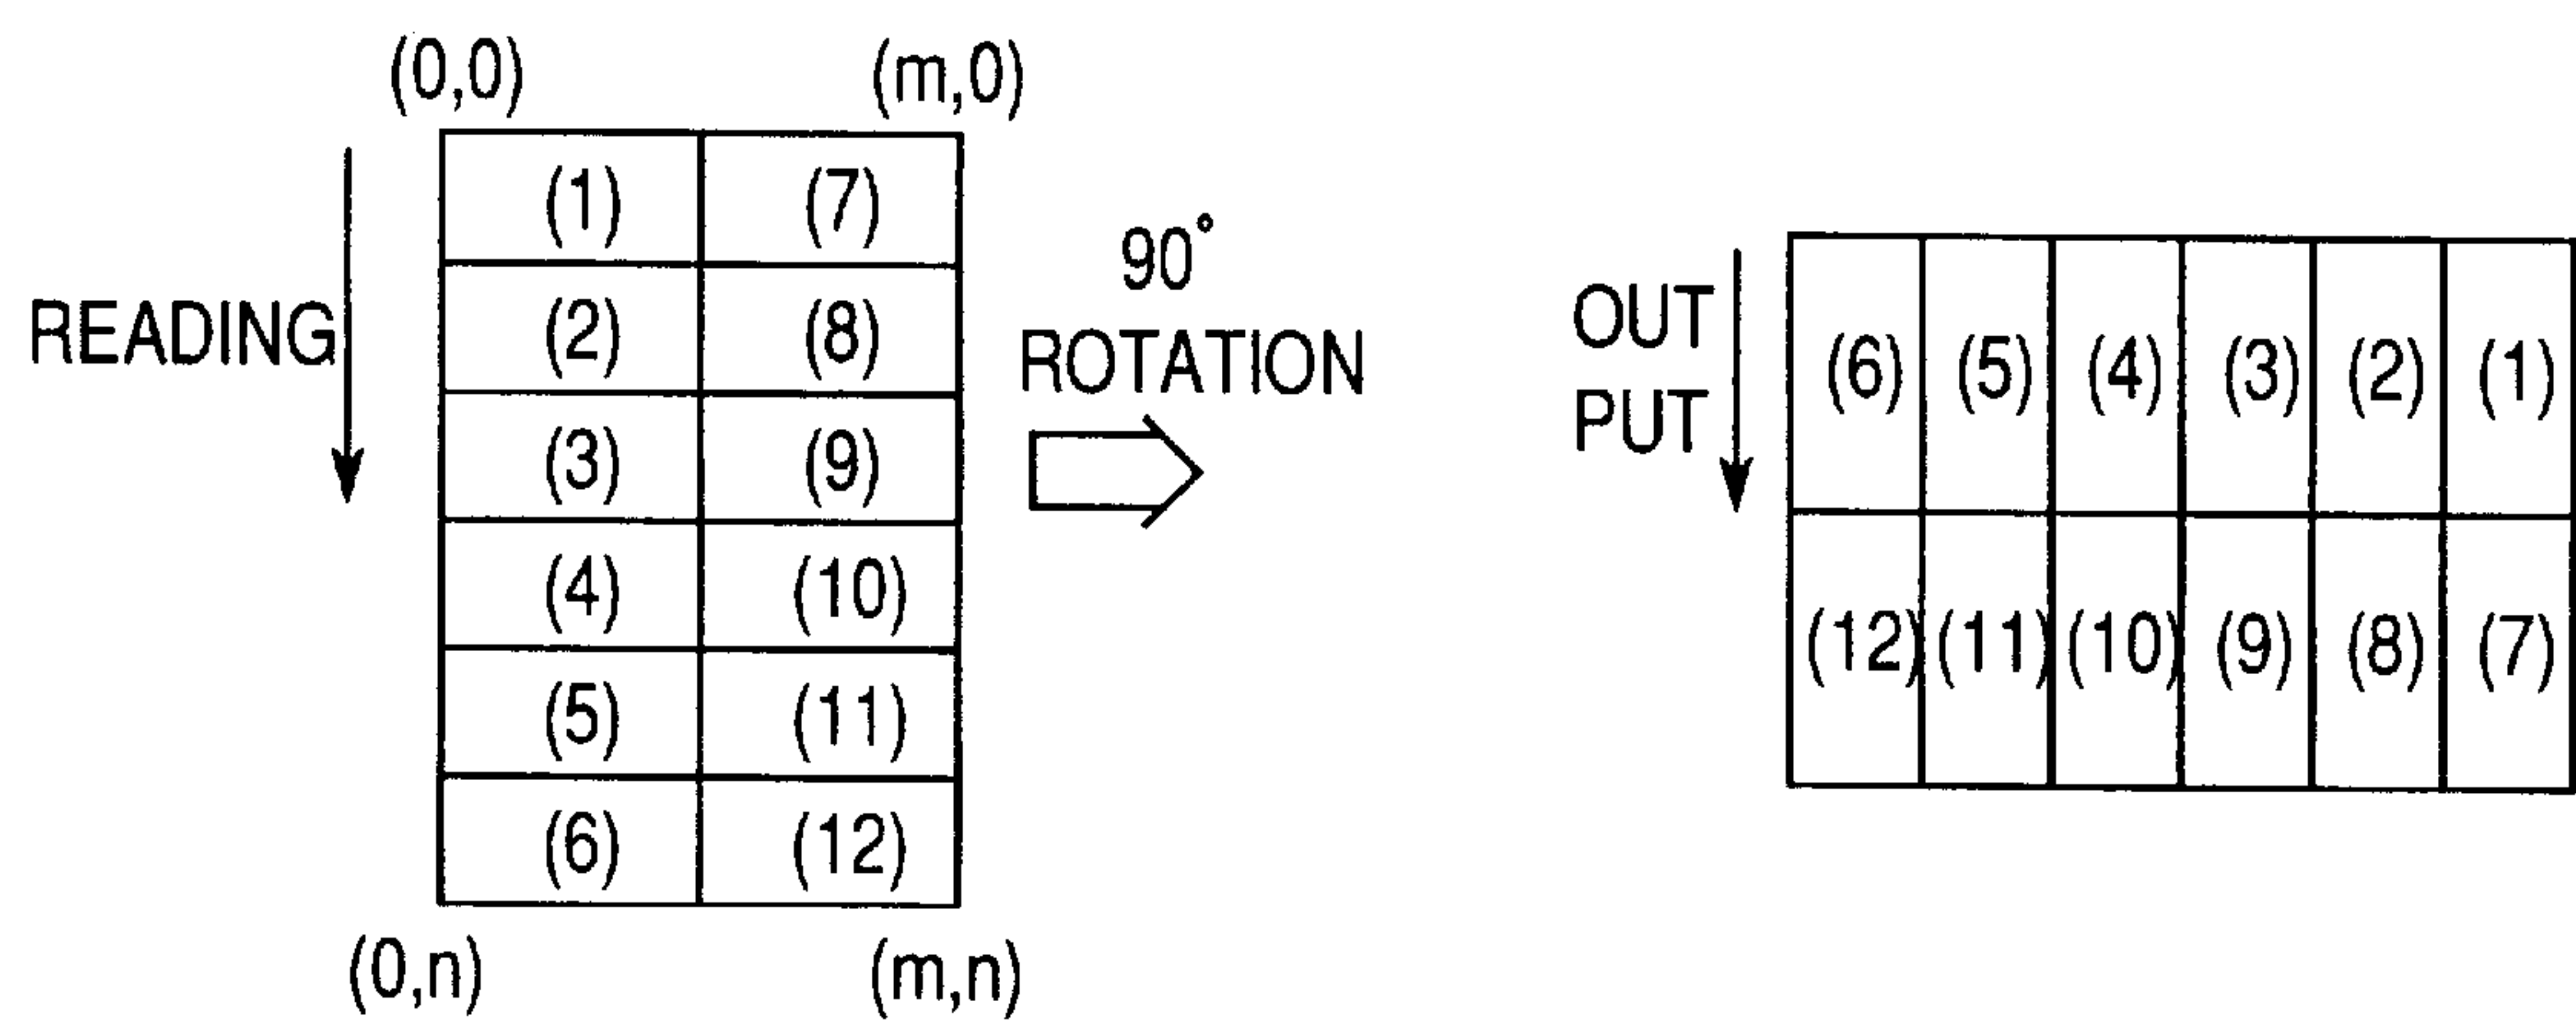 (0,0) (m,0)
READING
(1) (7)
(2) (8)
(3) (9)
(4) (10)
(5) (11)
(6) (12)
(0,n) (m,n)
90°
ROTATION
OUT
PUT
(6) (5) (4) (3) (2) (1)
(12) (11) (10) (9) (8) (7)